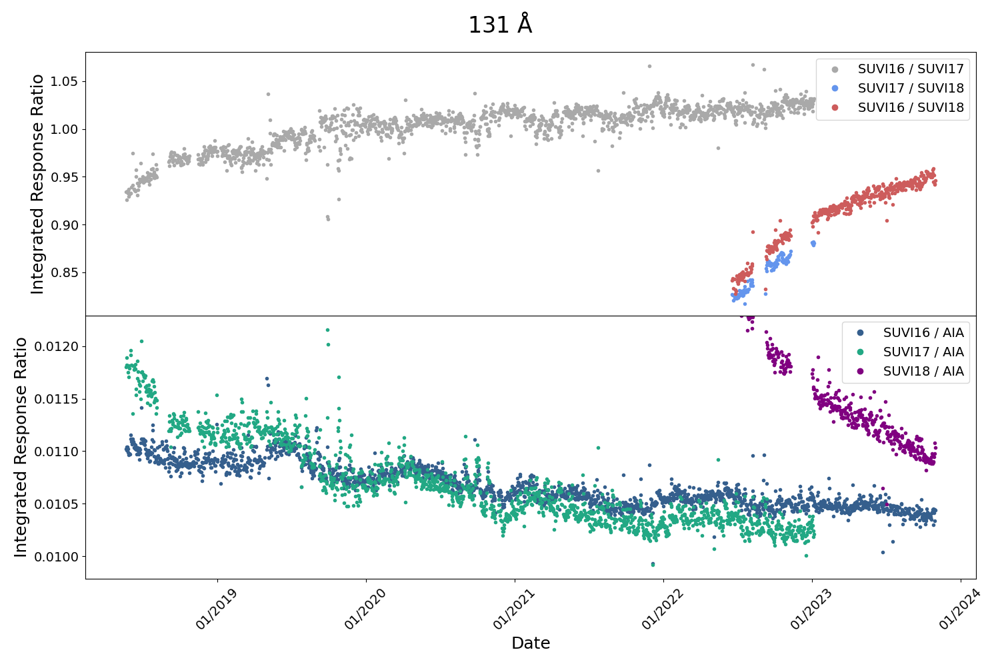 131 Å
Integrated Response Ratio
1.05
1.00
0.95
0.90
0.85
SUVI16 / SUVI17
SUVI17 / SUVI18
SUVI16 / SUVI18
Integrated Response Ratio
0.0120
0.0115
0.0110
0.0105
0.0100
SUVI16 / AIA
SUVI17 / AIA
SUVI18 / AIA
01/2019
01/2020
01/2021
01/2022
01/2023
01/2024
Date